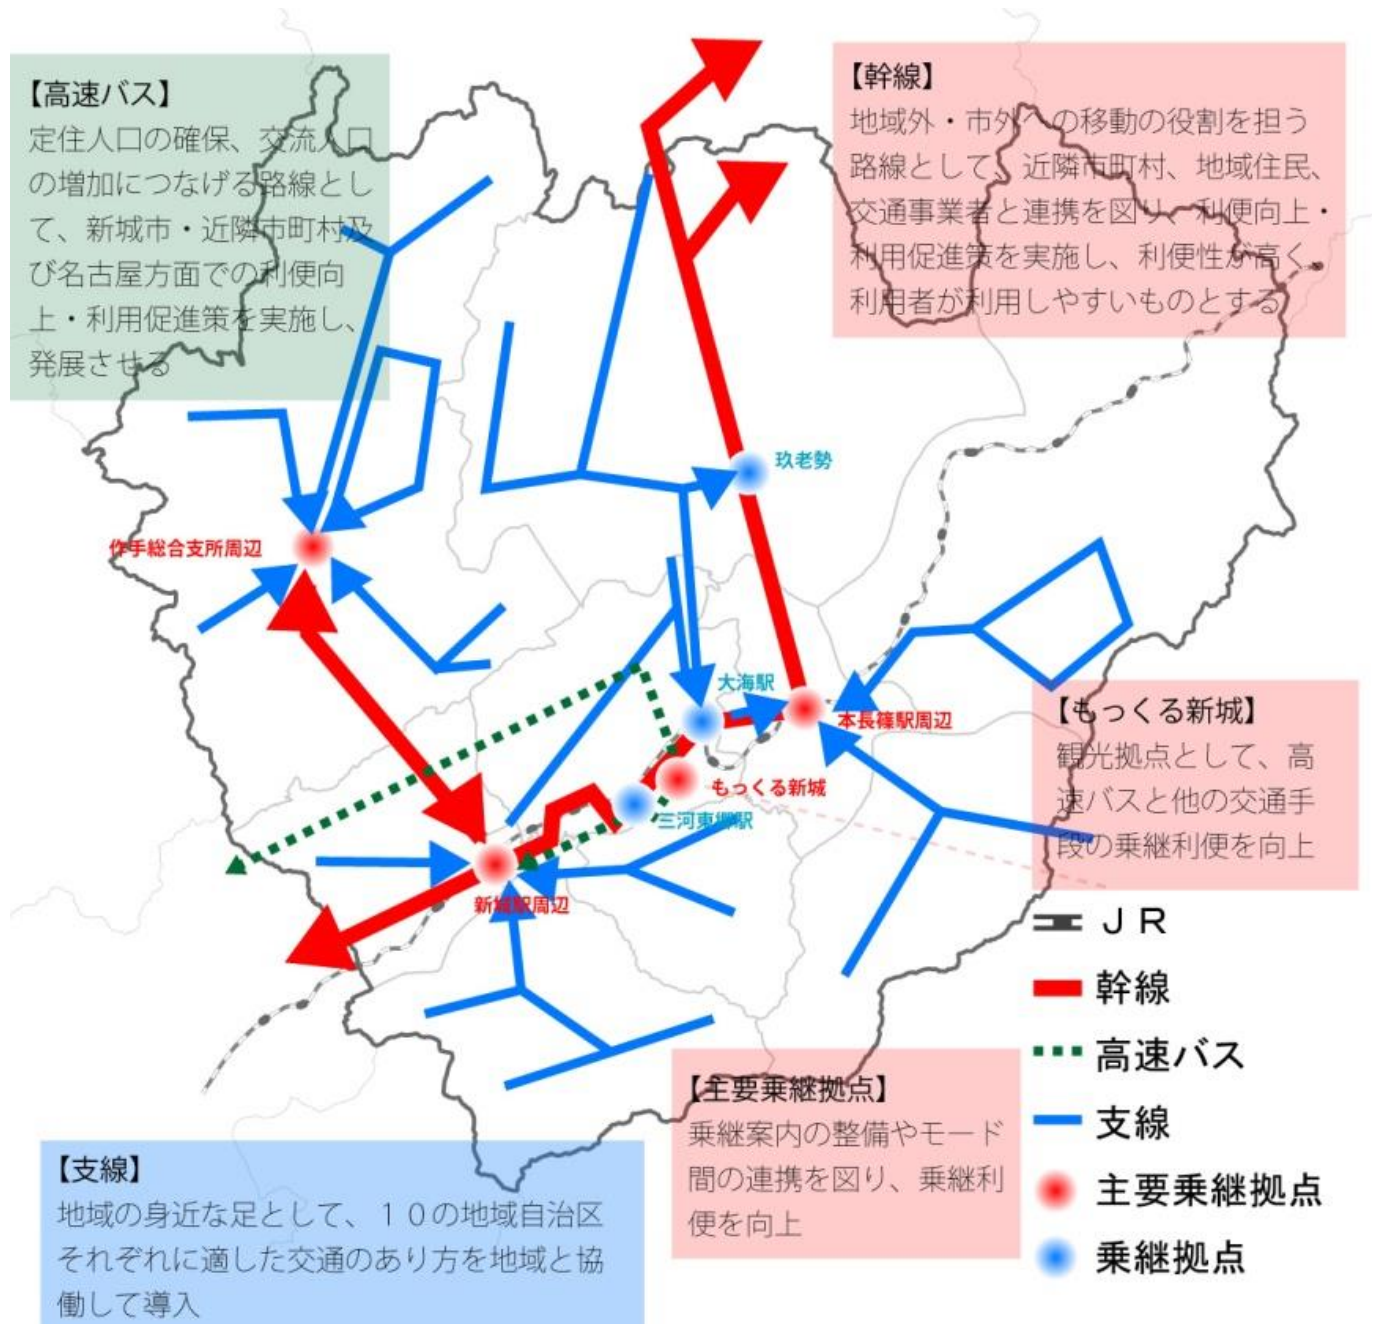 【高速バス】
定住人口の確保、交流人口
の増加につなげる路線とし
て、新城市・近隣市町村及
び名古屋方面での利便向
上・利用促進策を実施し、
発展させる
【幹線】
地域外・市外への移動の役割を担う
路線として、近隣市町村、地域住民、
交通事業者と連携を図り、利便向上・
利用促進策を実施し、利便性が高く、
利用者が利用しやすいものとする
玖老勢
作手総合支所周辺
大海駅
本長篠駅周辺
もっくる新城
三河東郷駅
新城駅周辺
【もっくる新城】
観光拠点として、高
速バスと他の交通手
段の乗継利便を向上
ＪＲ
幹線
高速バス
支線
主要乗継拠点
乗継拠点
【主要乗継拠点】
乗継案内の整備やモード
間の連携を図り、乗継利
便を向上
【支線】
地域の身近な足として、１０の地域自治区
それぞれに適した交通のあり方を地域と協
働して導入